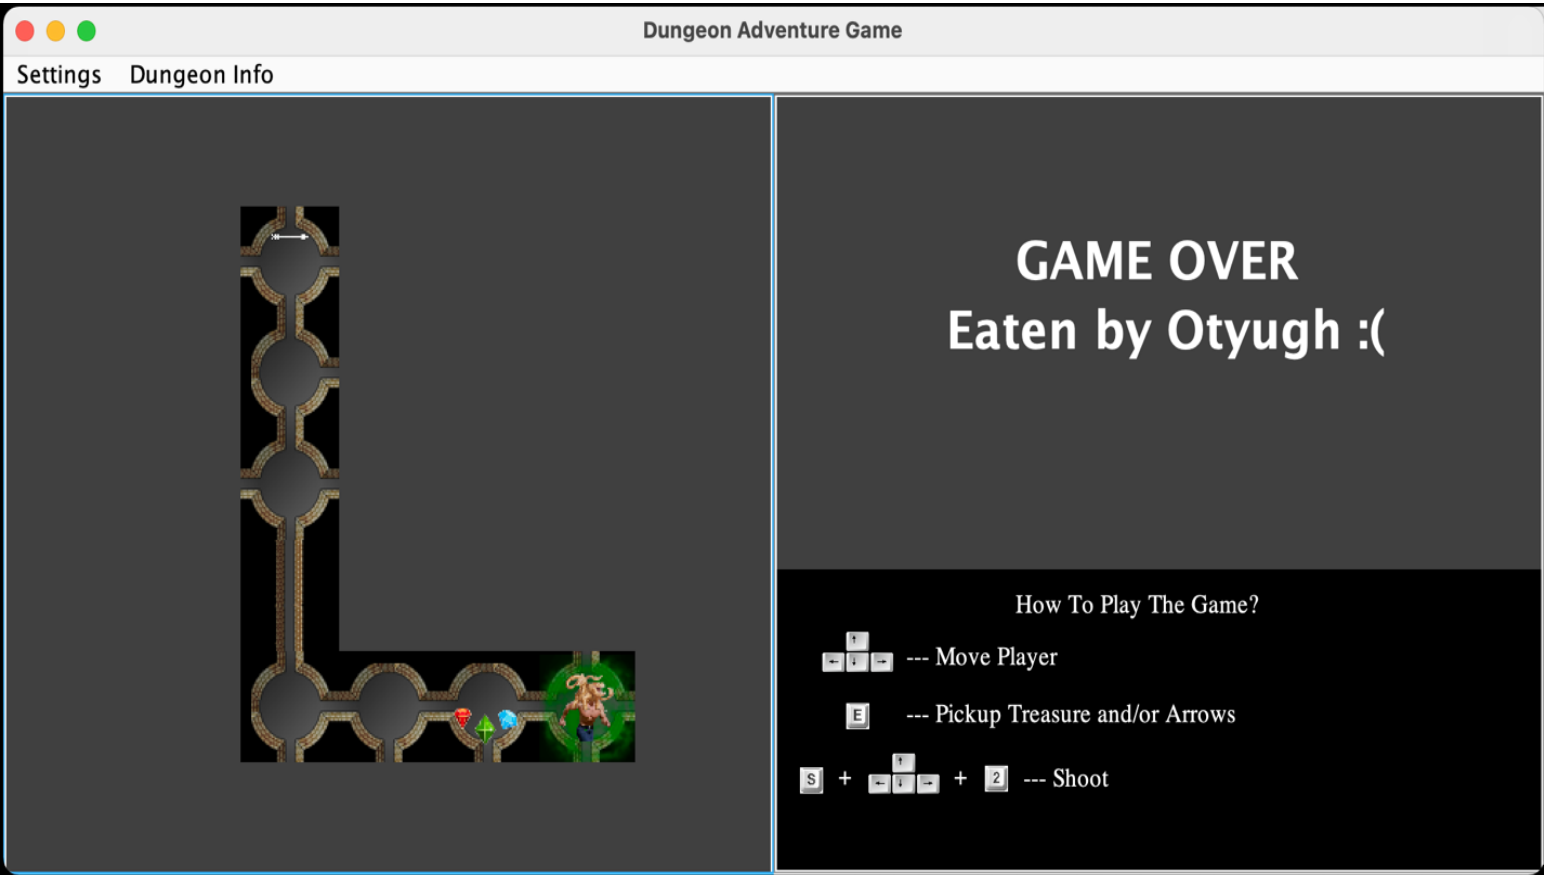 Dungeon Adventure Game
Settings Dungeon Info
GAME OVER
Eaten by Otyugh :(
How To Play The Game?
↑
← ↓ → --- Move Player
E --- Pickup Treasure and/or Arrows
↑
S + ← ↓ → + 2 --- Shoot